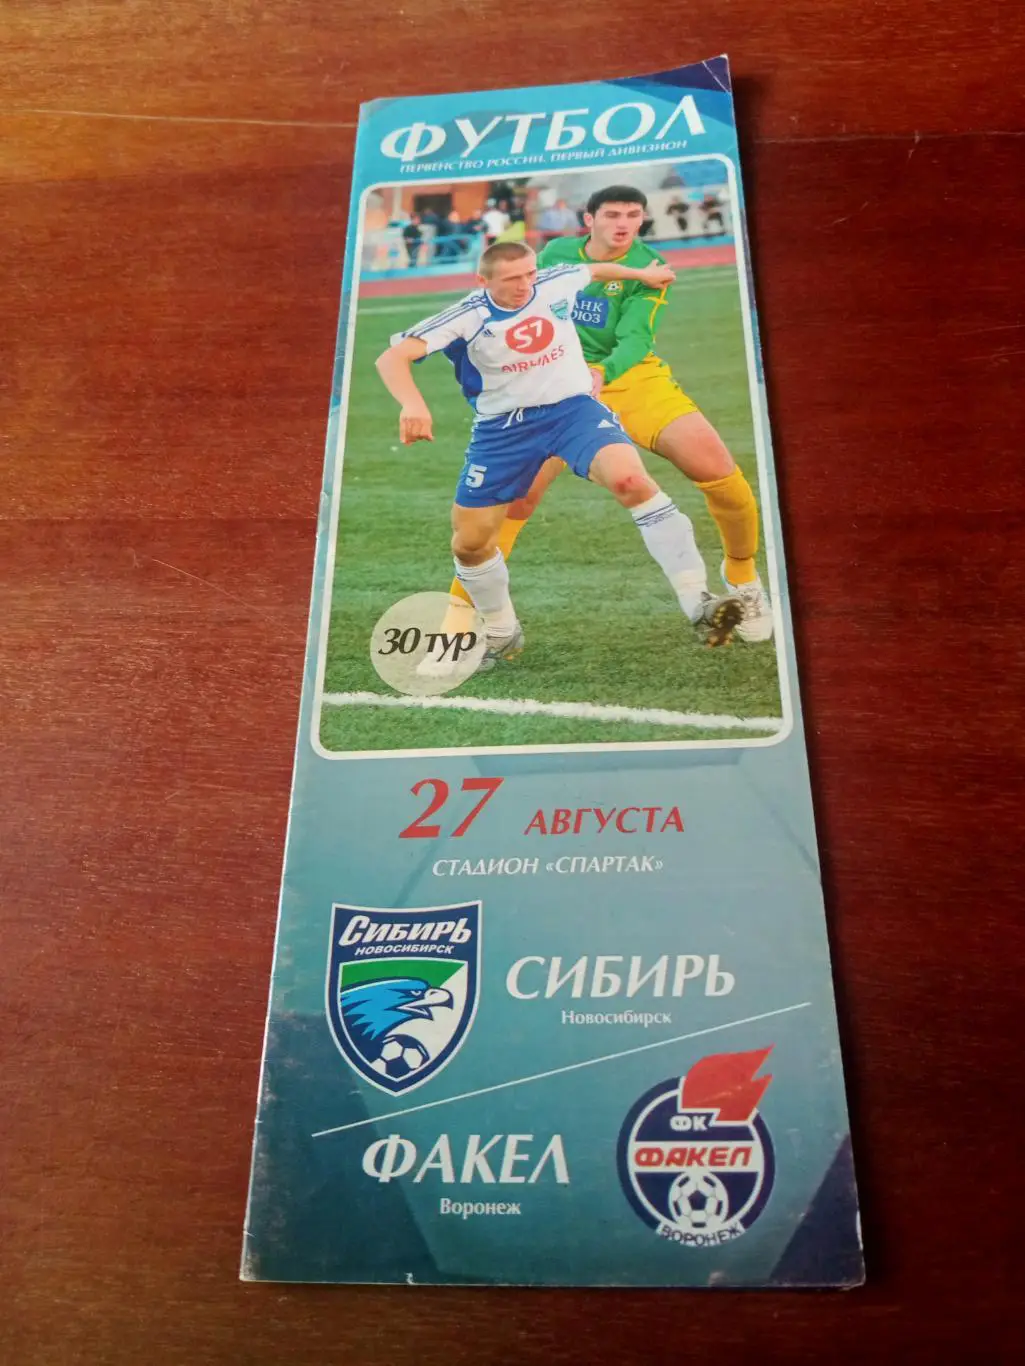 ФУТБОЛ
ПЕРВЕНСТВО РОССИИ. ПЕРВЫЙ ДИВИЗИОН
S7
AIRLINES
5
30 тур
27 АВГУСТА
СТАДИОН «СПАРТАК»
СИБИРЬ
НОВОСИБИРСК
СИБИРЬ
Новосибирск
ФК
ФАКЕЛ
ВОРОНЕЖ
ФАКЕЛ
Воронеж